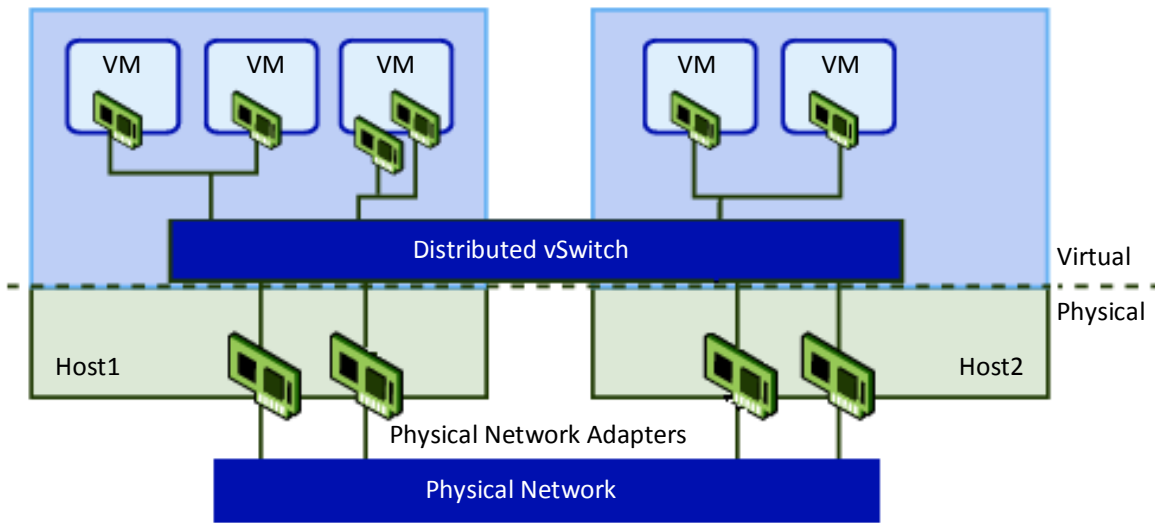 VM
VM
VM
VM
VM
Distributed vSwitch
Virtual
Physical
Host1
Host2
Physical Network Adapters
Physical Network